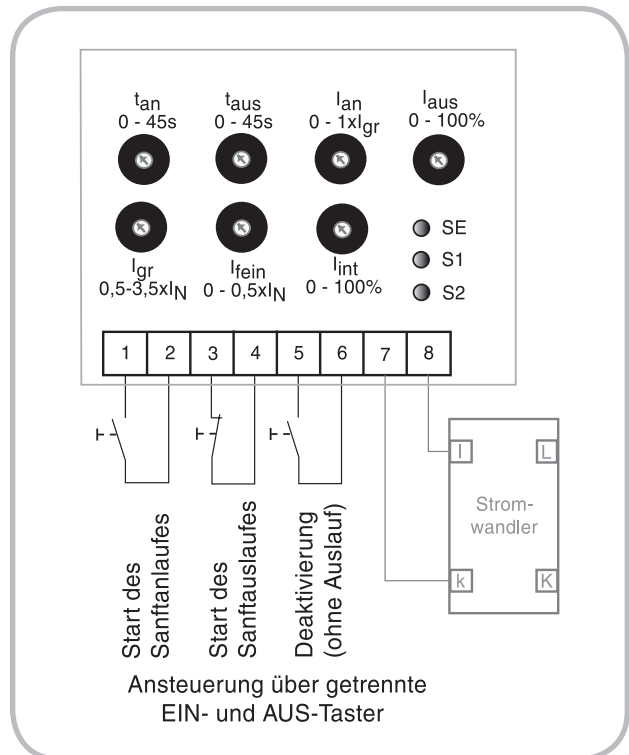 tan taus Ian Iaus
0 - 45s 0 - 45s 0 - 1xIgr 0 - 100%
SE
S1
S2
Igr Ifein Iint
0,5-3,5xIN 0 - 0,5xIN 0 - 100%
1 2 3 4 5 6 7 8
l L
Strom-
wandler
k K
Start des
Sanftanlaufes
Start des
Sanftauslaufes
Deaktivierung
(ohne Auslauf)
Ansteuerung über getrennte
EIN- und AUS-Taster